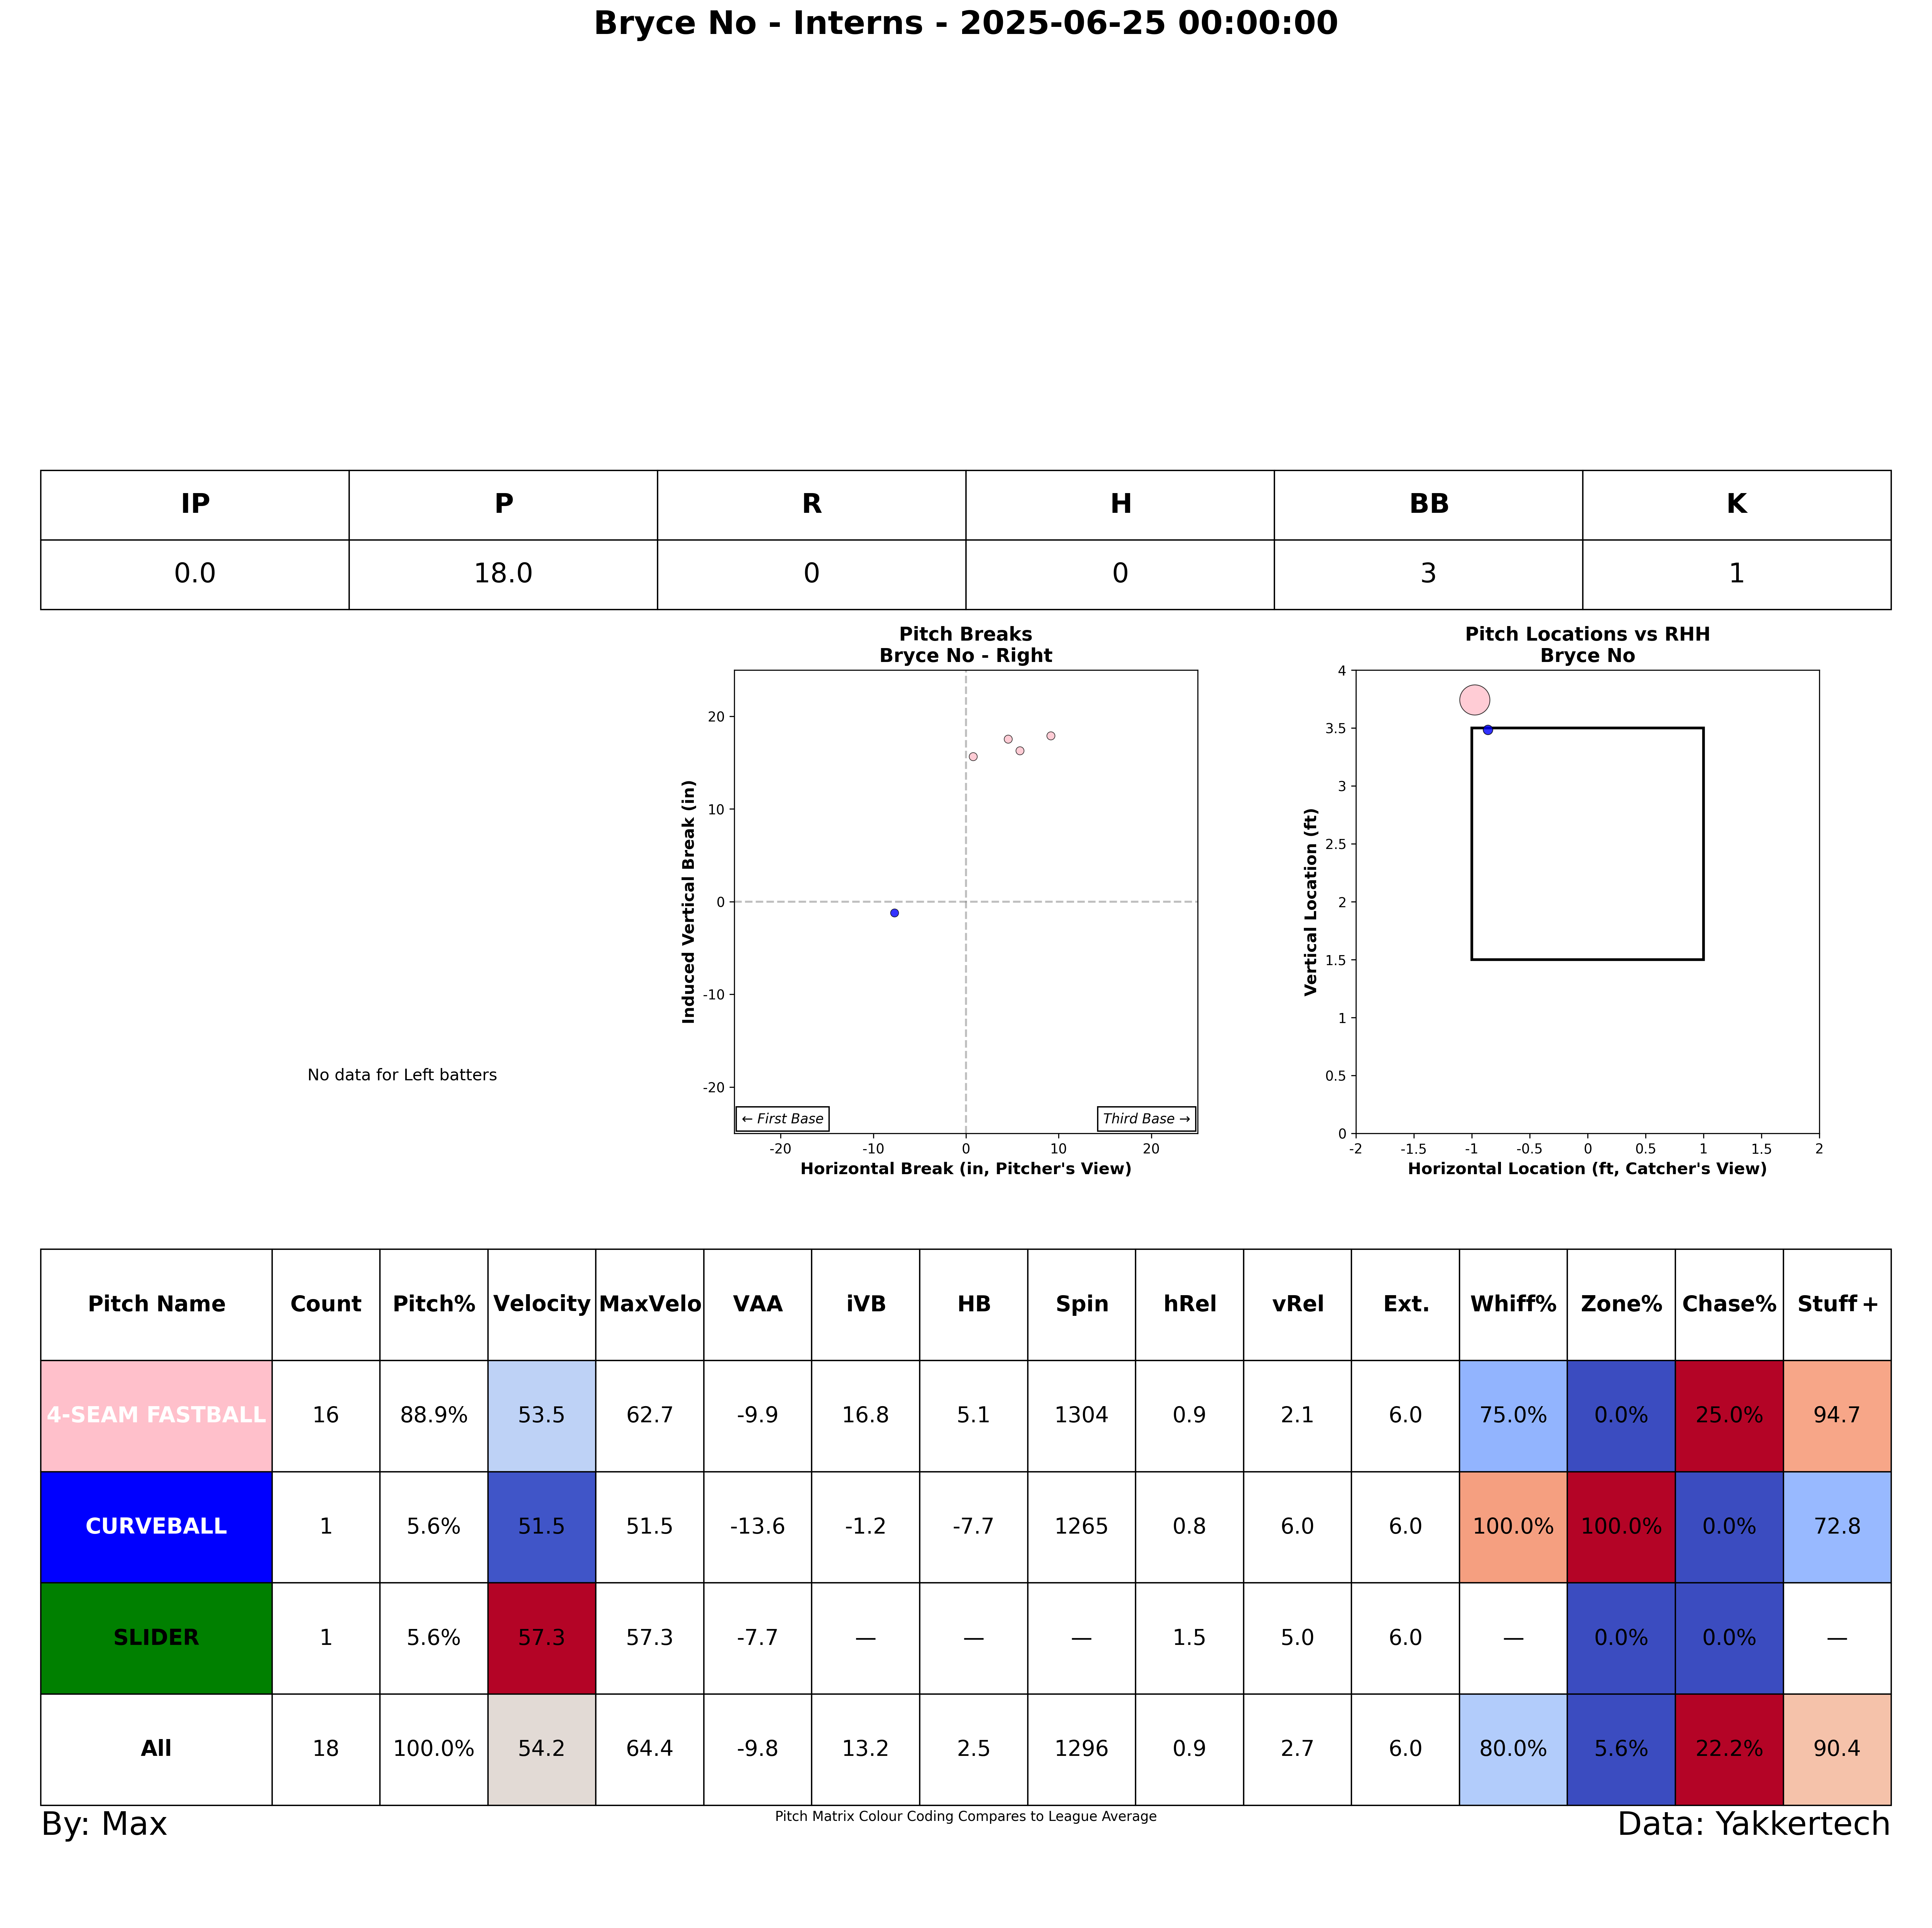 Bryce No - Interns - 2025-06-25 00:00:00
IP P R H BB K
0.0 18.0 0 0 3 1
No data for Left batters
Pitch Breaks
Bryce No - Right
Induced Vertical Break (in)
20
10
0
-10
-20
← First Base
Third Base →
-20 -10 0 10 20
Horizontal Break (in, Pitcher's View)
Pitch Locations vs RHH
Bryce No
Vertical Location (ft)
4
3.5
3
2.5
2
1.5
1
0.5
0
-2 -1.5 -1 -0.5 0 0.5 1 1.5 2
Horizontal Location (ft, Catcher's View)
Pitch Name Count Pitch% Velocity MaxVelo VAA iVB HB Spin hRel vRel Ext. Whiff% Zone% Chase% Stuff+
4-SEAM FASTBALL 16 88.9% 53.5 62.7 -9.9 16.8 5.1 1304 0.9 2.1 6.0 75.0% 0.0% 25.0% 94.7
CURVEBALL 1 5.6% 51.5 51.5 -13.6 -1.2 -7.7 1265 0.8 6.0 6.0 100.0% 100.0% 0.0% 72.8
SLIDER 1 5.6% 57.3 57.3 -7.7 — — — 1.5 5.0 6.0 — 0.0% 0.0% —
All 18 100.0% 54.2 64.4 -9.8 13.2 2.5 1296 0.9 2.7 6.0 80.0% 5.6% 22.2% 90.4
By: Max
Pitch Matrix Colour Coding Compares to League Average
Data: Yakkertech